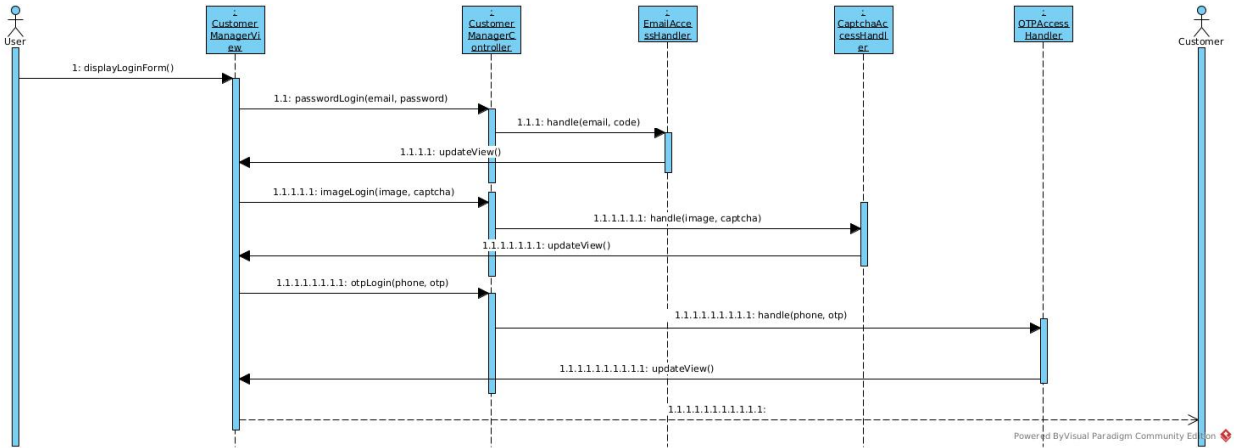 :
Customer
ManagerVi
ew
:
Customer
ManagerC
ontroller
:
EmailAcce
ssHandler
:
CaptchaAc
cessHandl
er
:
OTPAccess
Handler
User
Customer
1: displayLoginForm()
1.1: passwordLogin(email, password)
1.1.1: handle(email, code)
1.1.1.1: updateView()
1.1.1.1.1: imageLogin(image, captcha)
1.1.1.1.1.1: handle(image, captcha)
1.1.1.1.1.1.1: updateView()
1.1.1.1.1.1.1.1: otpLogin(phone, otp)
1.1.1.1.1.1.1.1.1: handle(phone, otp)
1.1.1.1.1.1.1.1.1.1: updateView()
1.1.1.1.1.1.1.1.1.1.1:
Powered ByVisual Paradigm Community Edition